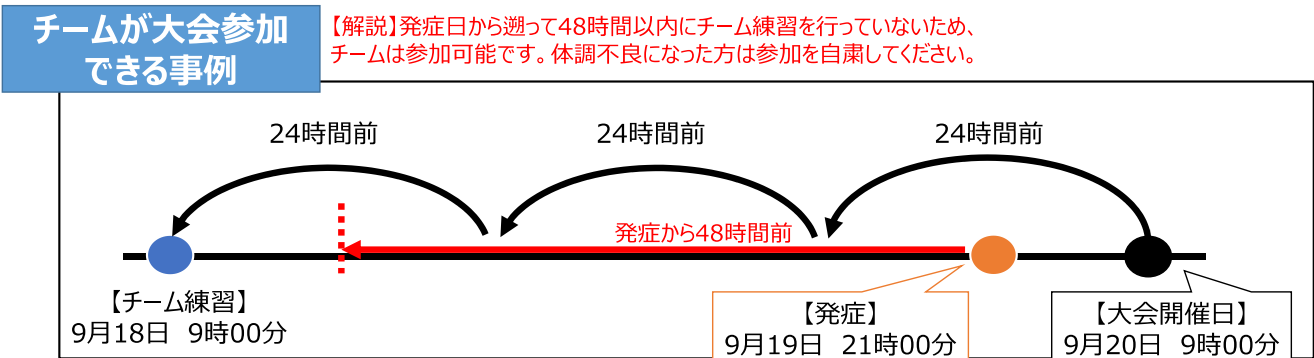 チームが大会参加
できる事例
【解説】発症日から遡って48時間以内にチーム練習を行っていないため、
チームは参加可能です。体調不良になった方は参加を自粛してください。
24時間前
24時間前
24時間前
発症から48時間前
【チーム練習】
9月18日 9時00分
【発症】
9月19日 21時00分
【大会開催日】
9月20日 9時00分